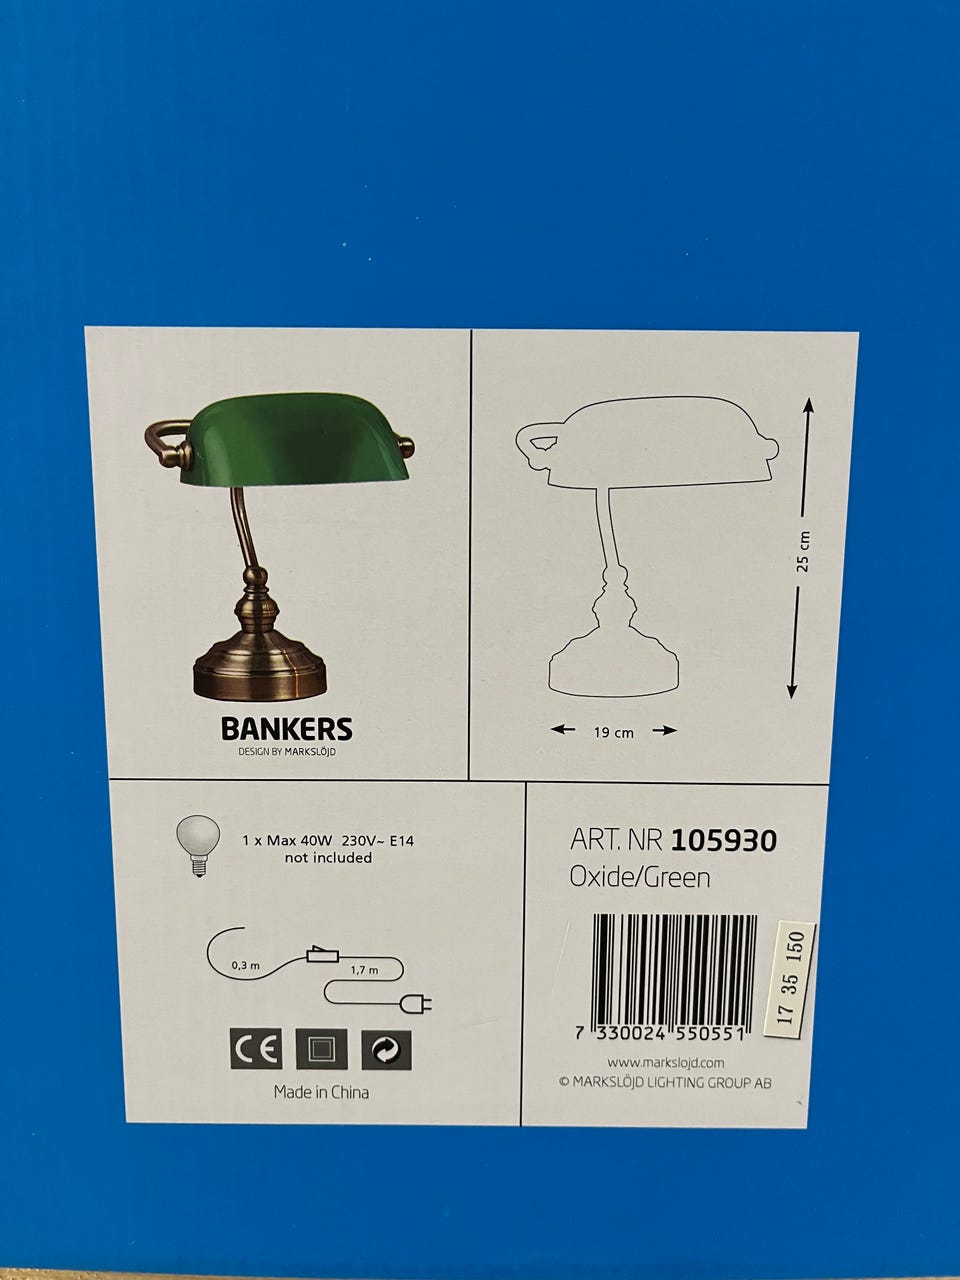 BANKERS
DESIGN BY MARKSLÖJD
25 cm
19 cm
1 x Max 40W 230V~ E14
not included
0,3 m
1,7 m
CE
Made in China
ART. NR 105930
Oxide/Green
7 330024 550551
17 35 150
www.markslojd.com
© MARKSLÖJD LIGHTING GROUP AB